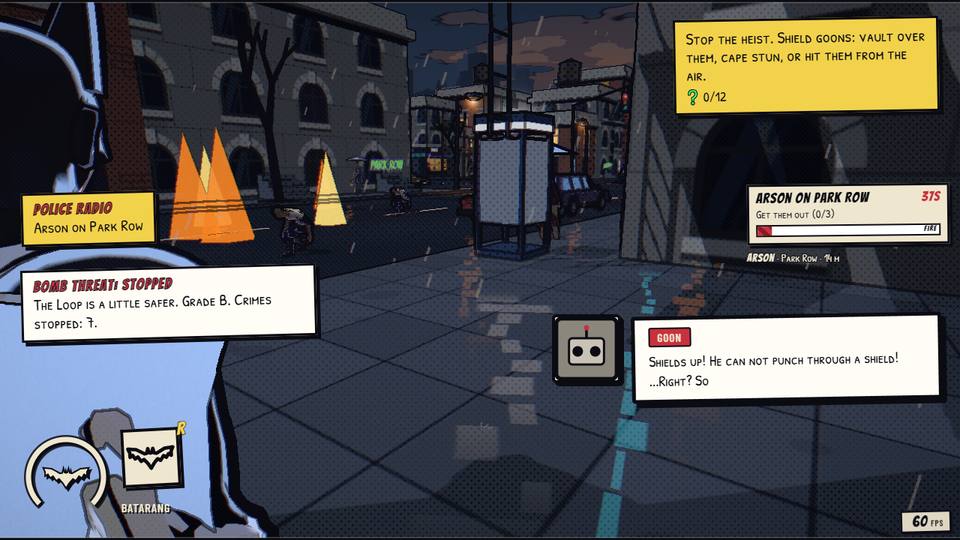 Stop the heist. Shield goons: vault over
them, cape stun, or hit them from the
air.
? 0/12
PARK ROW
ARSON ON PARK ROW 37s
Get them out (0/3)
FIRE
ARSON · Park Row · 14 m
POLICE RADIO
Arson on Park Row
BOMB THREAT: STOPPED
The Loop is a little safer. Grade B. Crimes
stopped: 7.
GOON
Shields up! He can not punch through a shield!
...Right? So
R
BATARANG
60 FPS